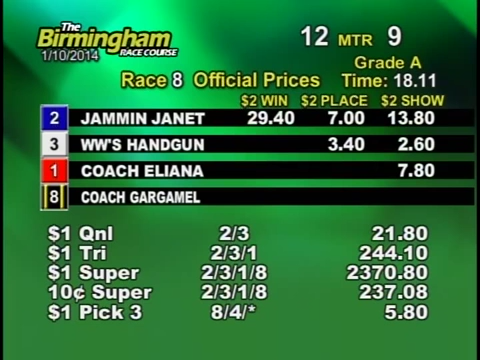 The
Birmingham
RACE COURSE
1/10/2014
12 MTR 9
Grade A
Race 8 Official Prices Time: 18.11
$2 WIN $2 PLACE $2 SHOW
2 JAMMIN JANET 29.40 7.00 13.80
3 WW'S HANDGUN 3.40 2.60
1 COACH ELIANA 7.80
8 COACH GARGAMEL
$1 Qnl 2/3 21.80
$1 Tri 2/3/1 244.10
$1 Super 2/3/1/8 2370.80
10¢ Super 2/3/1/8 237.08
$1 Pick 3 8/4/* 5.80